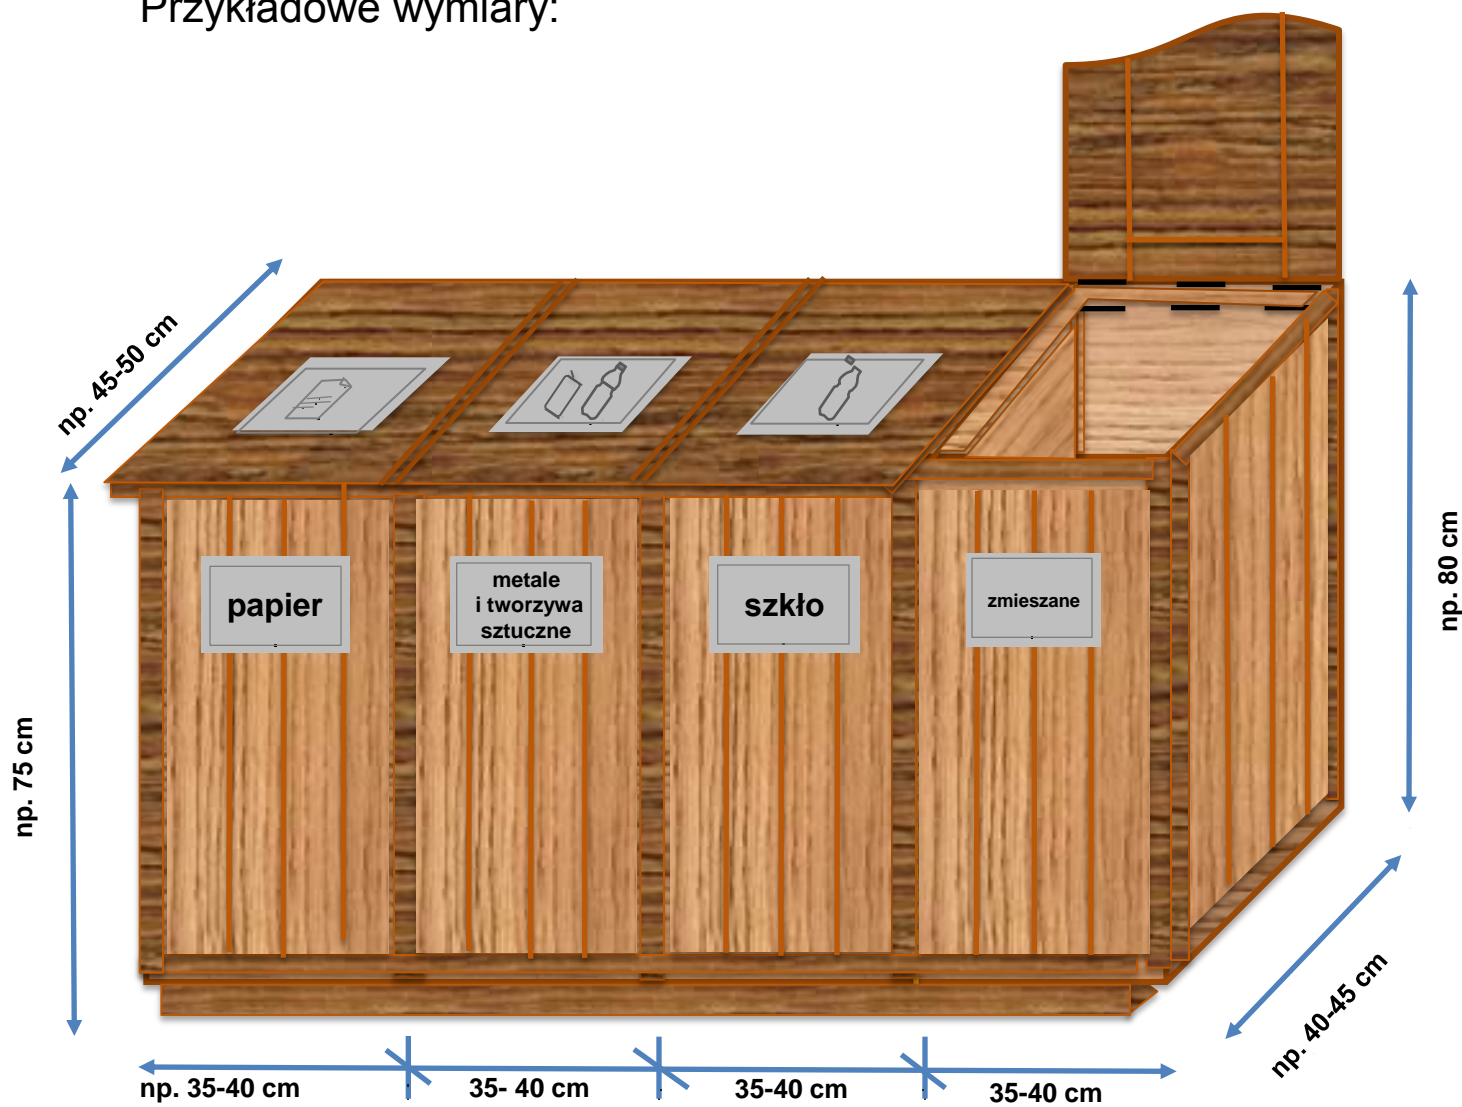 Przykładowe wymiary:
np. 45-50 cm
papier
metale
i tworzywa
sztuczne
szkło
zmieszane
np. 80 cm
np. 75 cm
np. 40-45 cm
np. 35-40 cm
35- 40 cm
35-40 cm
35-40 cm